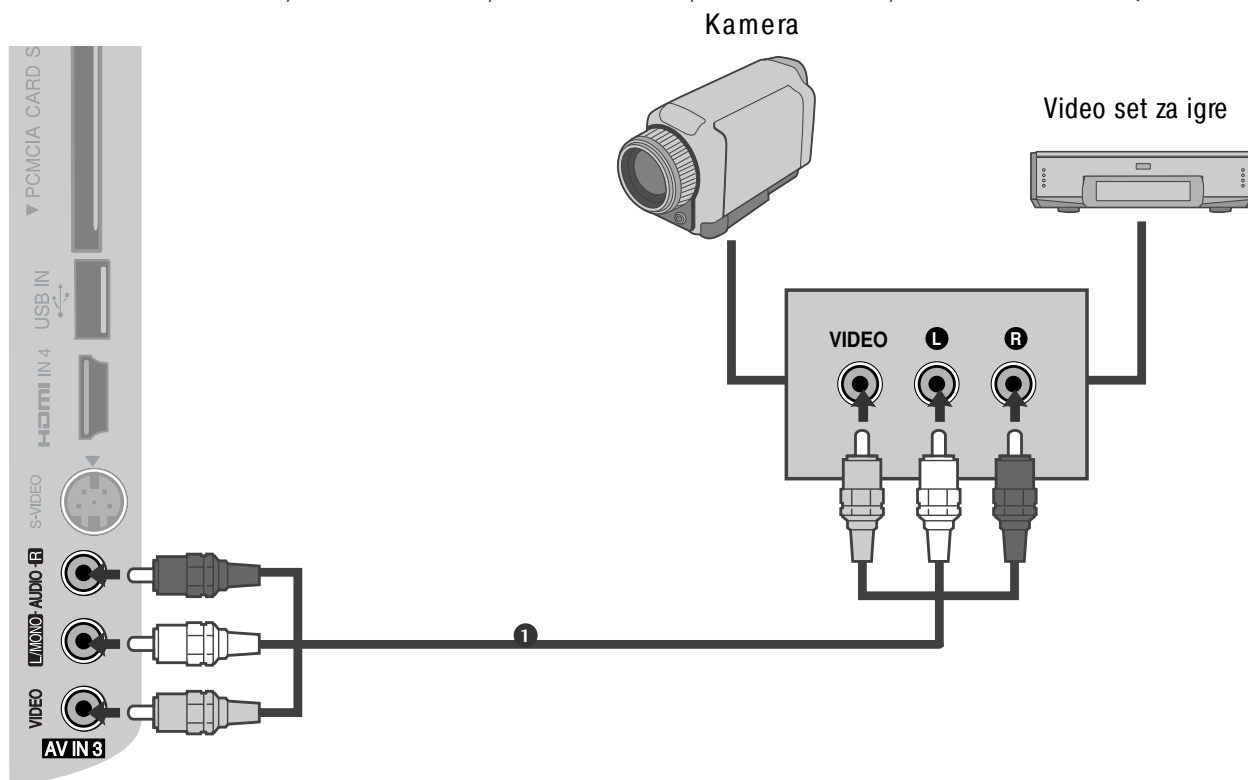 Kamera
Video set za igre
VIDEO
L
R
▼ PCMCIA CARD S
USB IN
HDMI IN 4
S-VIDEO
L/MONO - AUDIO - R
VIDEO
AV IN 3
1